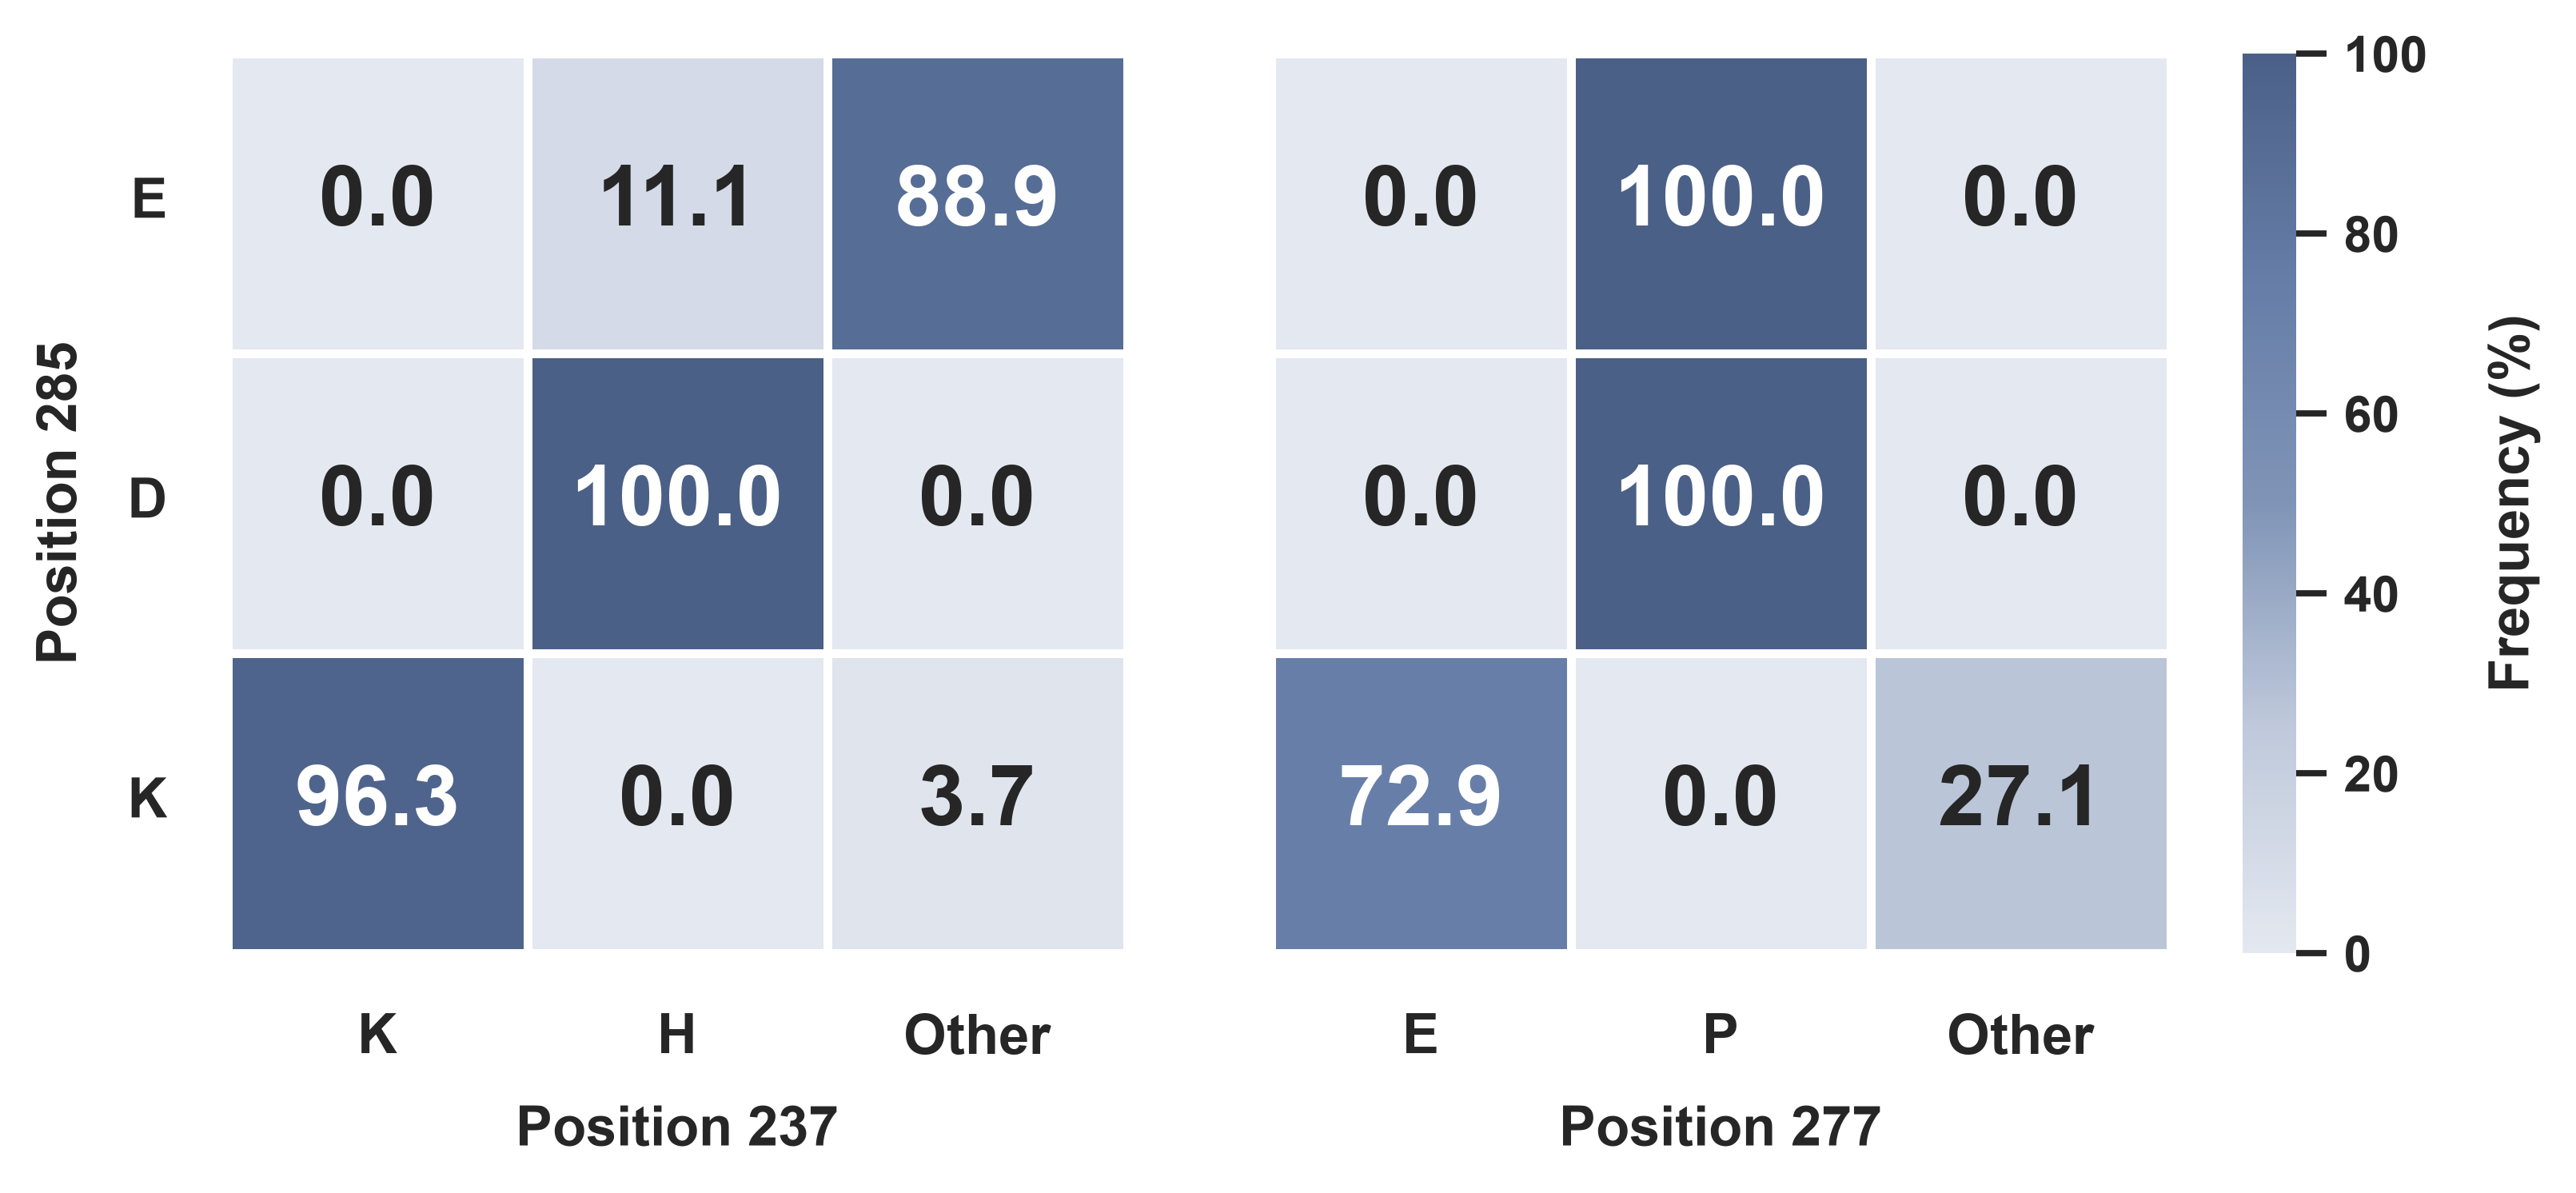 Position 285
E
D
K
0.0 11.1 88.9
0.0 100.0 0.0
96.3 0.0 3.7
K H Other
Position 237
0.0 100.0 0.0
0.0 100.0 0.0
72.9 0.0 27.1
E P Other
Position 277
100
80
60
40
20
0
Frequency (%)